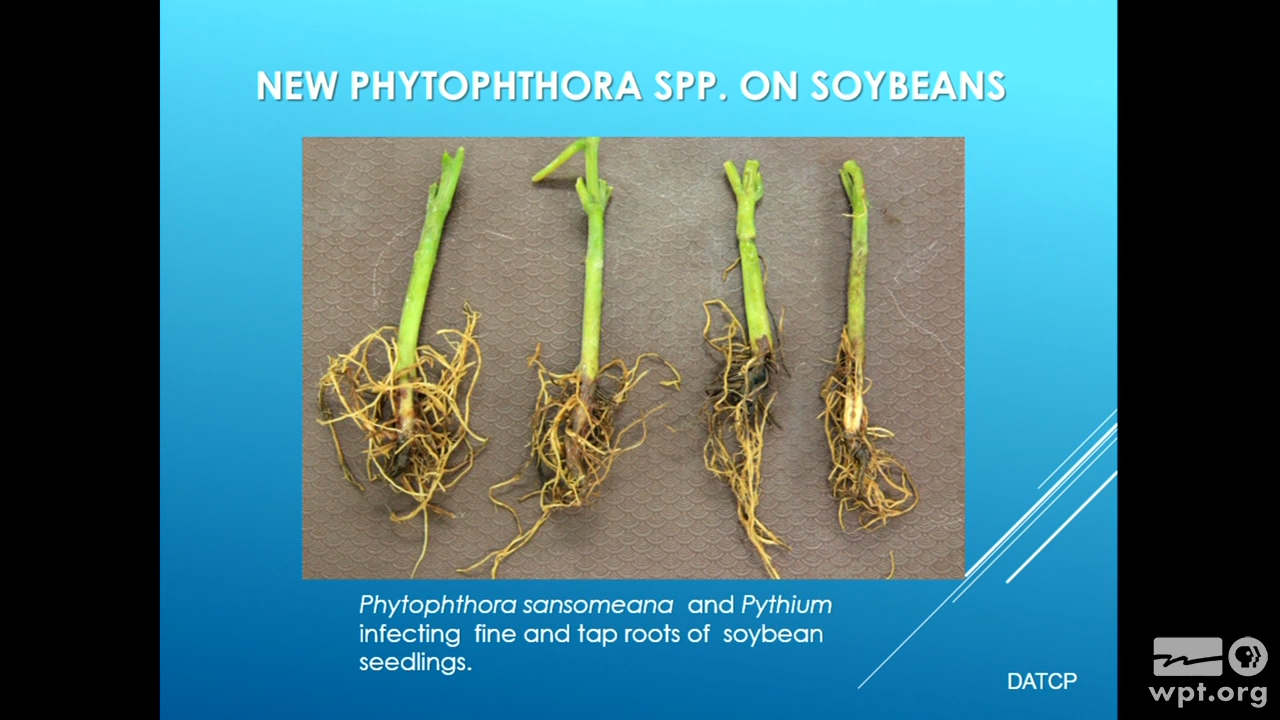 NEW PHYTOPHTHORA SPP. ON SOYBEANS
Phytophthora sansomeana and Pythium
infecting fine and tap roots of soybean
seedlings.
DATCP
wpt.org